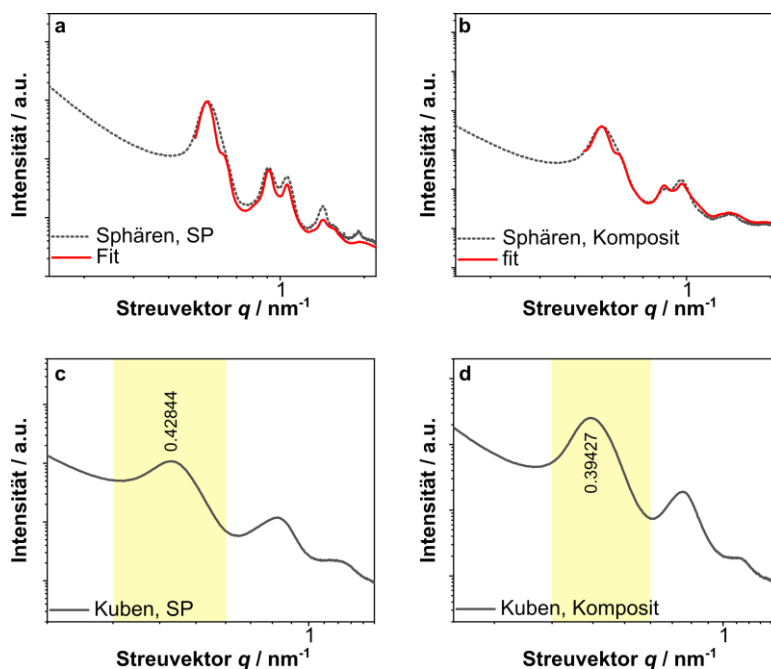 a
Intensität / a.u.
Sphären, SP
Fit
1
Streuvektor q / nm⁻¹
b
Intensität / a.u.
Sphären, Komposit
fit
1
Streuvektor q / nm⁻¹
c
Intensität / a.u.
0.42844
Kuben, SP
1
Streuvektor q / nm⁻¹
d
Intensität / a.u.
0.39427
Kuben, Komposit
1
Streuvektor q / nm⁻¹